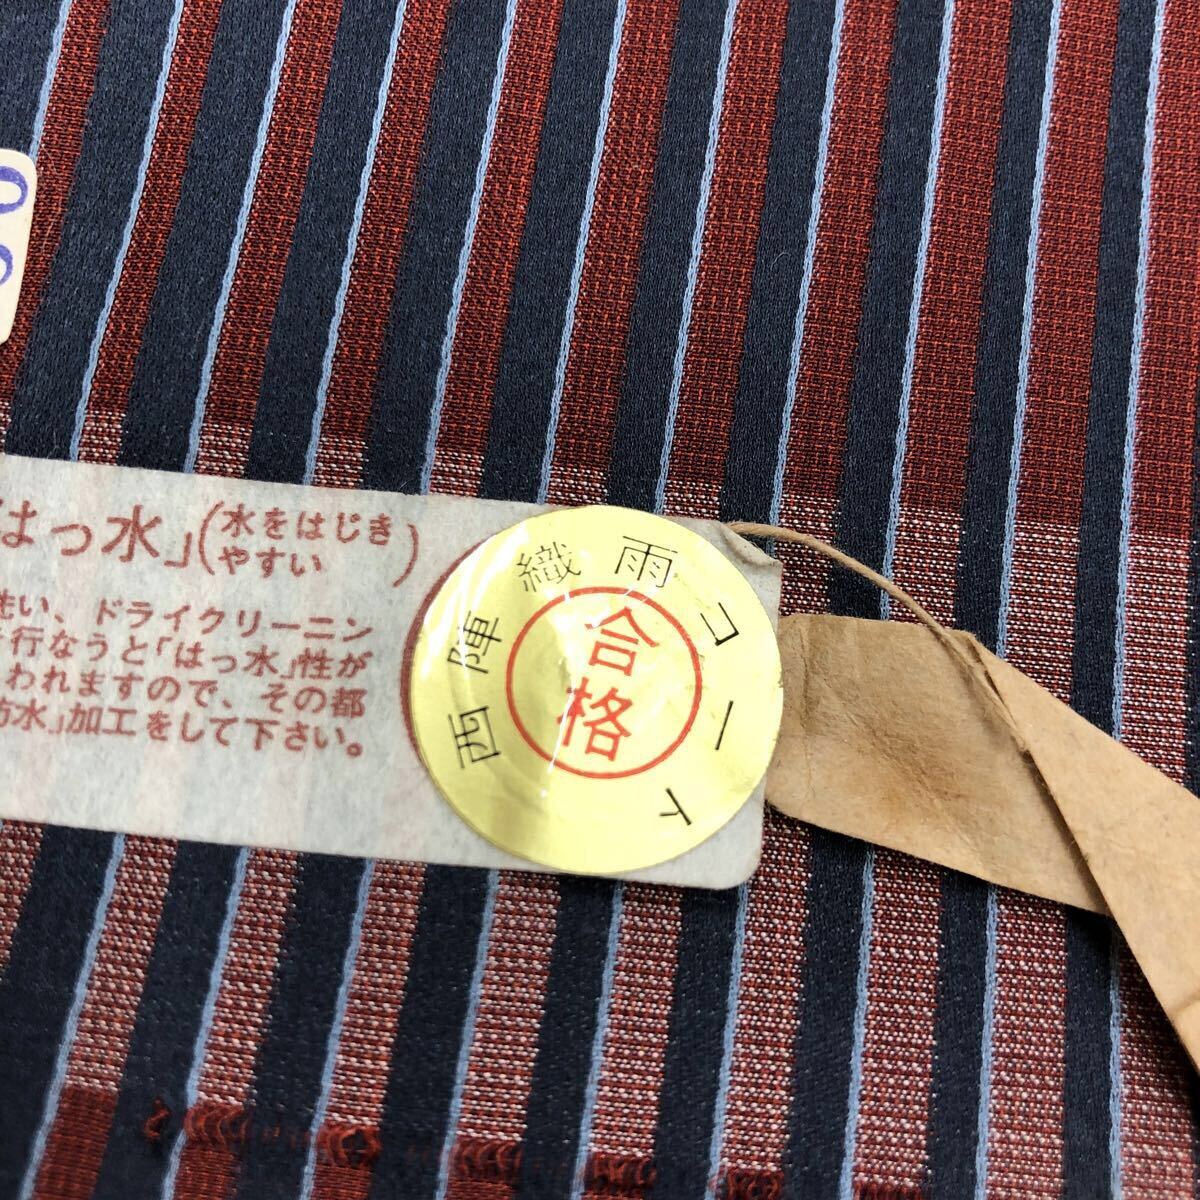 「はっ水」(水をはじきやすい)
洗い、ドライクリーニン
行なうと「はっ水」性が
われますので、その都
防水」加工をして下さい。
西陣織雨コート
合格